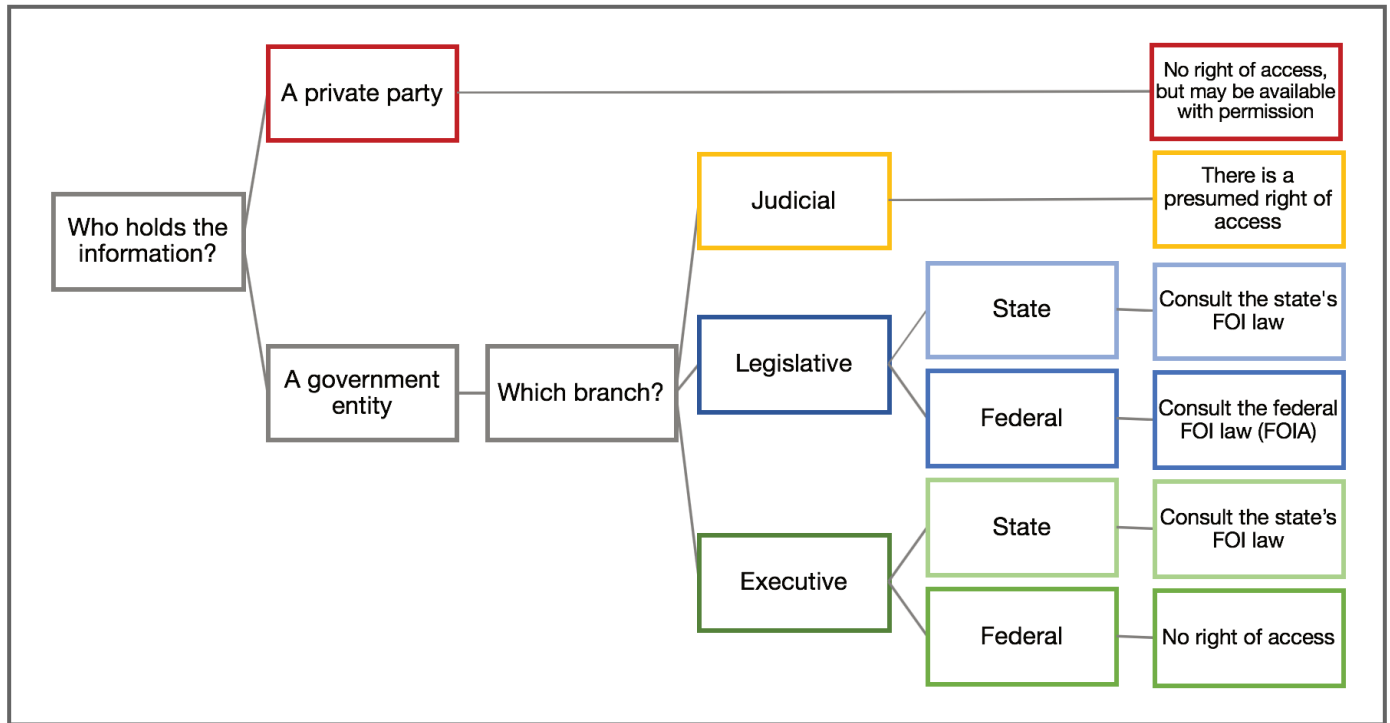 Who holds the
information?
A private party
No right of access,
but may be available
with permission
A government
entity
Which branch?
Judicial
There is a
presumed right of
access
Legislative
State
Consult the state's
FOI law
Federal
Consult the federal
FOI law (FOIA)
Executive
State
Consult the state’s
FOI law
Federal
No right of access